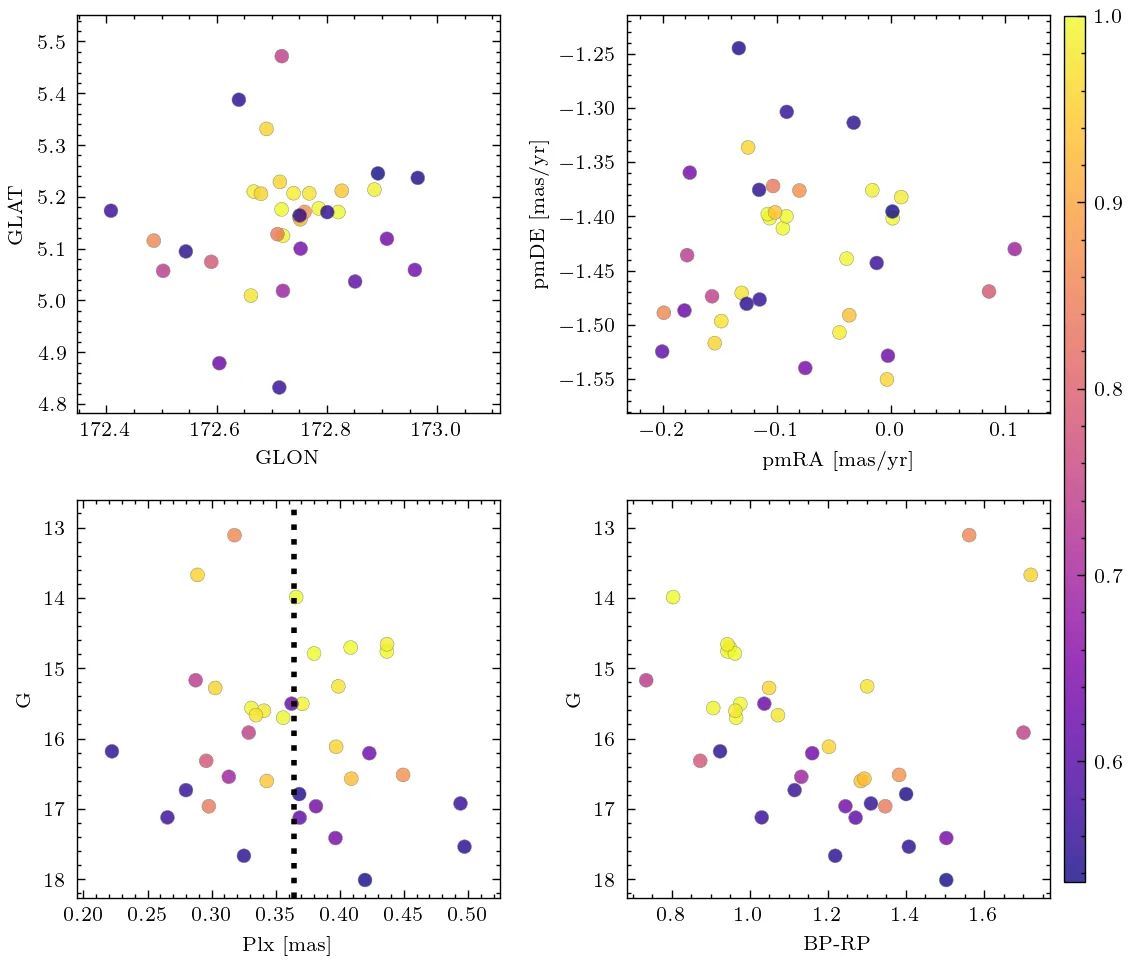 5.5
5.4
5.3
5.2
5.1
5.0
4.9
4.8
GLAT
172.4 172.6 172.8 173.0
GLON
−1.25
−1.30
−1.35
−1.40
−1.45
−1.50
−1.55
pmDE [mas/yr]
−0.2 −0.1 0.0 0.1
pmRA [mas/yr]
1.0
0.9
0.8
0.7
0.6
13
14
15
16
17
18
G
0.20 0.25 0.30 0.35 0.40 0.45 0.50
Plx [mas]
13
14
15
16
17
18
G
0.8 1.0 1.2 1.4 1.6
BP-RP